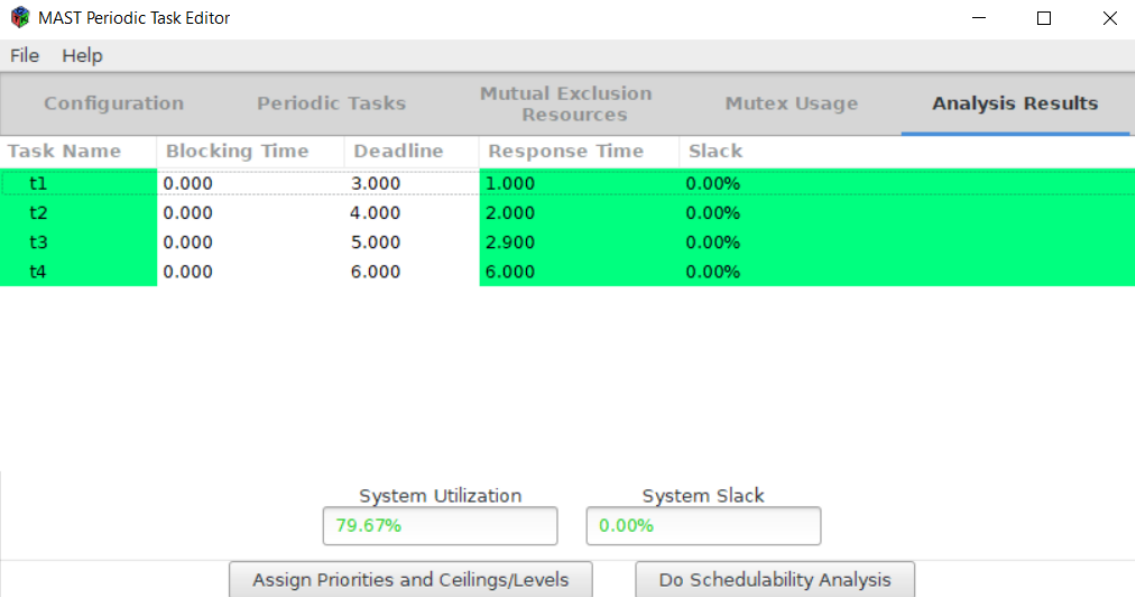 MAST Periodic Task Editor
File Help
Configuration Periodic Tasks Mutual Exclusion Resources Mutex Usage Analysis Results
Task Name Blocking Time Deadline Response Time Slack
t1 0.000 3.000 1.000 0.00%
t2 0.000 4.000 2.000 0.00%
t3 0.000 5.000 2.900 0.00%
t4 0.000 6.000 6.000 0.00%
System Utilization System Slack
79.67% 0.00%
Assign Priorities and Ceilings/Levels Do Schedulability Analysis